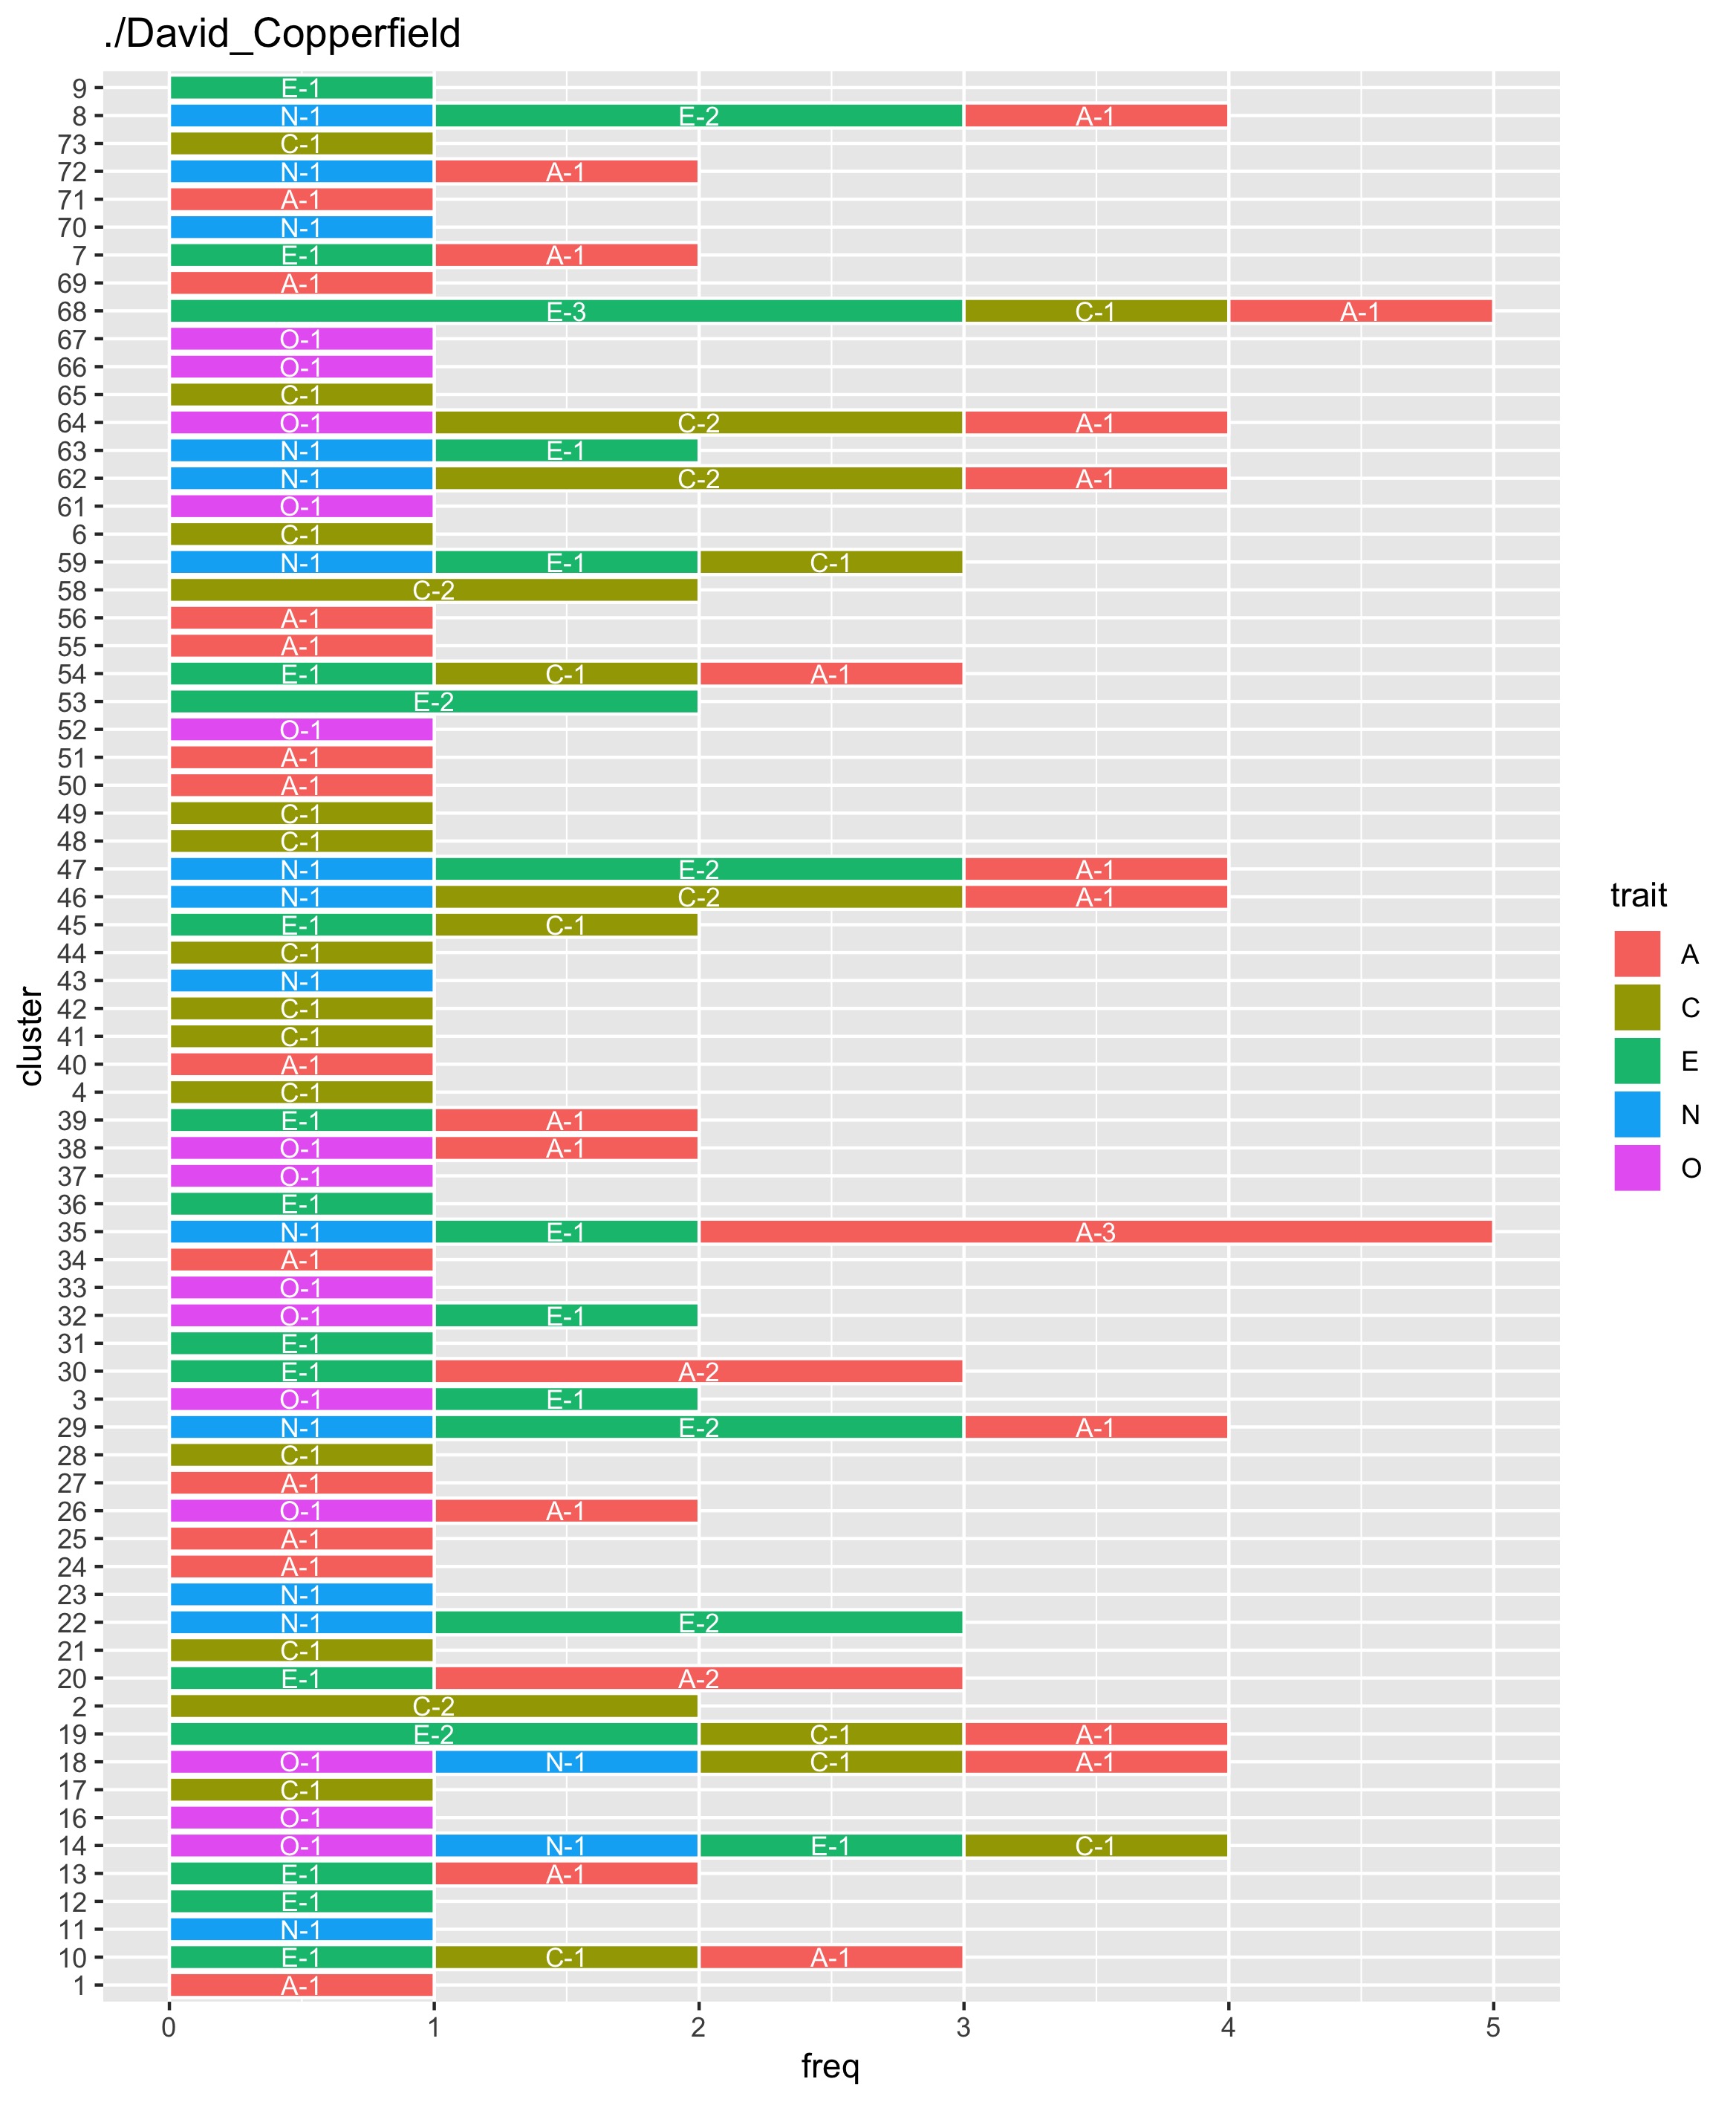 ./David_Copperfield
9 E-1
8 N-1 E-2 A-1
73 C-1
72 N-1 A-1
71 A-1
70 N-1
7 E-1 A-1
69 A-1
68 E-3 C-1 A-1
67 O-1
66 O-1
65 C-1
64 O-1 C-2 A-1
63 N-1 E-1
62 N-1 C-2 A-1
61 O-1
6 C-1
59 N-1 E-1 C-1
58 C-2
56 A-1
55 A-1
54 E-1 C-1 A-1
53 E-2
52 O-1
51 A-1
50 A-1
49 C-1
48 C-1
47 N-1 E-2 A-1
46 N-1 C-2 A-1
45 E-1 C-1
44 C-1
43 N-1
42 C-1
41 C-1
40 A-1
4 C-1
39 E-1 A-1
38 O-1 A-1
37 O-1
36 E-1
35 N-1 E-1 A-3
34 A-1
33 O-1
32 O-1 E-1
31 E-1
30 E-1 A-2
3 O-1 E-1
29 N-1 E-2 A-1
28 C-1
27 A-1
26 O-1 A-1
25 A-1
24 A-1
23 N-1
22 N-1 E-2
21 C-1
20 E-1 A-2
2 C-2
19 E-2 C-1 A-1
18 O-1 N-1 C-1 A-1
17 C-1
16 O-1
14 O-1 N-1 E-1 C-1
13 E-1 A-1
12 E-1
11 N-1
10 E-1 C-1 A-1
1 A-1
0 1 2 3 4 5
freq
cluster
trait
A
C
E
N
O